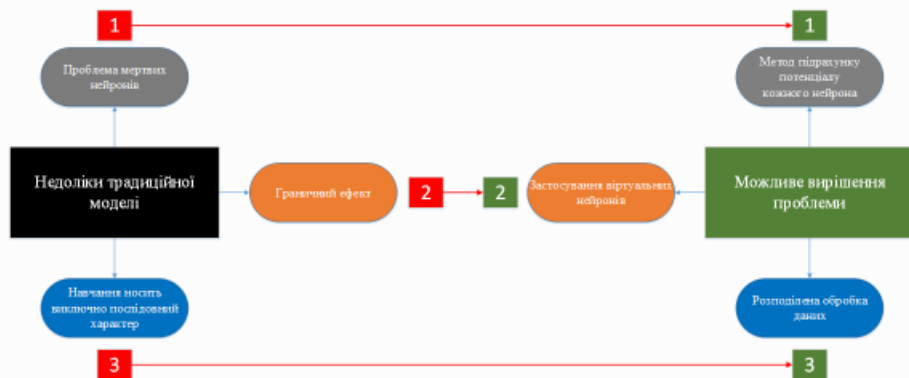 1
1
Проблема мертвих
нейронів
Метод підрахунку
потенціалу
кожного нейрона
Недоліки традиційної
моделі
Граничний ефект
2
2
Застосування віртуальних
нейронів
Можливе вирішення
проблеми
Навчання носить
виключно послідовний
характер
Розподілена обробка
даних
3
3